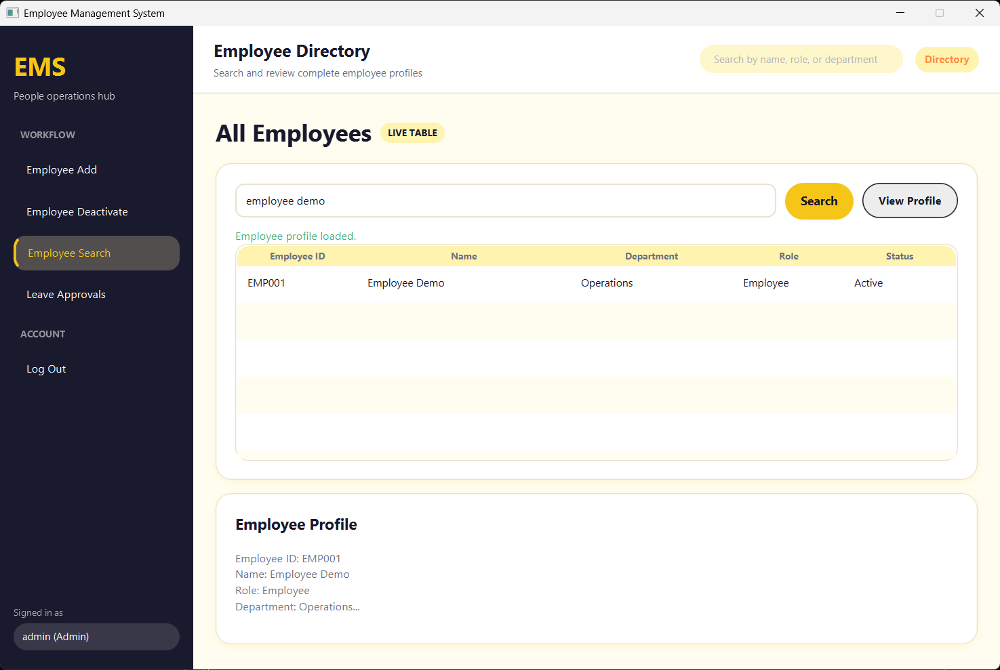 Employee Management System
EMS
People operations hub
WORKFLOW
Employee Add
Employee Deactivate
Employee Search
Leave Approvals
ACCOUNT
Log Out
Signed in as
admin (Admin)
Employee Directory
Search and review complete employee profiles
Search by name, role, or department
Directory
All Employees
LIVE TABLE
employee demo
Search
View Profile
Employee profile loaded.
Employee ID Name Department Role Status
EMP001 Employee Demo Operations Employee Active
Employee Profile
Employee ID: EMP001
Name: Employee Demo
Role: Employee
Department: Operations...